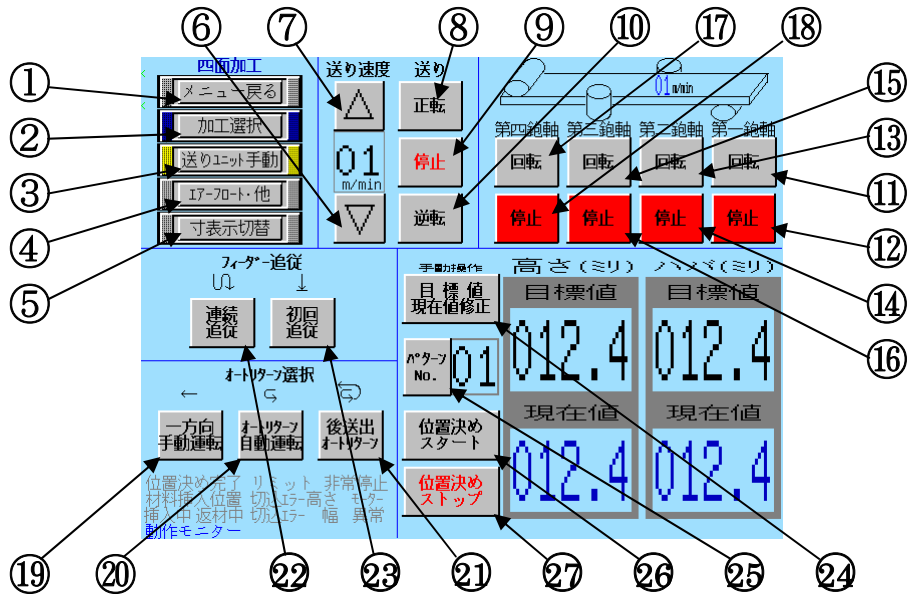 ⑥ ⑦ ⑧ ⑨ ⑩ ⑰ ⑱
① ② ③ ④ ⑤
四面加工
メニュー戻る
加工選択
送りユニット手動
エアーフロート・他
寸表示切替
送り速度
△
01
m/min
▽
送り
正転
停止
逆転
01 m/min
第四鉋軸 第三鉋軸 第二鉋軸 第一鉋軸
回転 回転 回転 回転
停止 停止 停止 停止
⑮ ⑬ ⑪ ⑫ ⑭ ⑯
フィーダー追従
連続
追従
初回
追従
オートリターン選択
← 
一方向
手動運転
オートリターン
自動運転
後送出
オートリターン
位置決め完了 リミット 非常停止
材料挿入位置 切込エラー高さ モーター
挿入中 返材中 切込エラー 幅 異常
動作モニター
手動操作
目標値
現在値修正
パターン
No.
01
位置決め
スタート
位置決め
ストップ
高さ(ミリ) ハバ(ミリ)
目標値 目標値
012.4 012.4
現在値 現在値
012.4 012.4
⑲ ⑳ ㉒ ㉓ ㉑ ㉗ ㉖ ㉕ ㉔